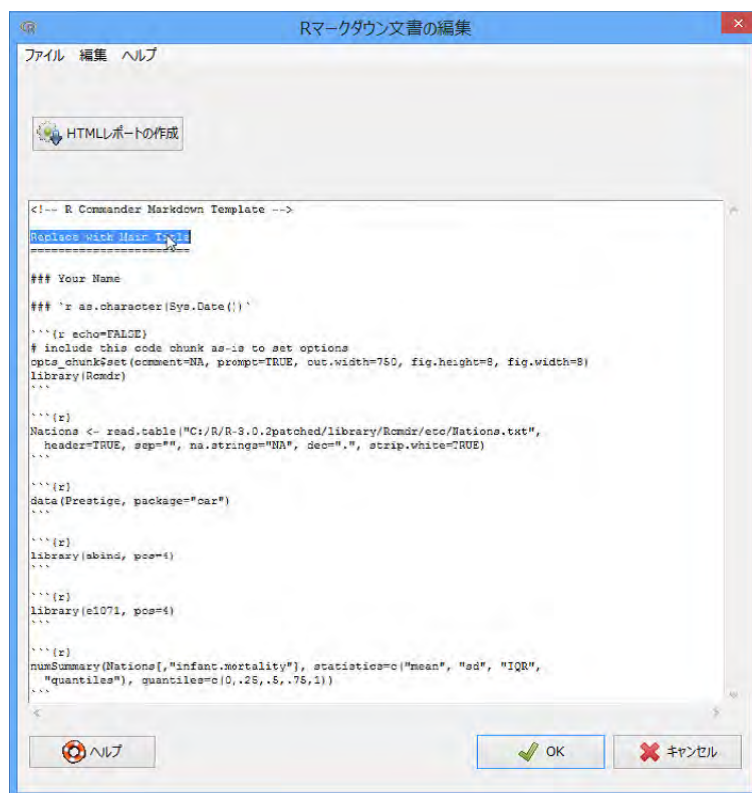 Rマークダウン文書の編集
ファイル 編集 ヘルプ
HTMLレポートの作成
<!-- R Commander Markdown Template -->
Replace with Main Title
=======================
### Your Name
### `r as.character(Sys.Date())`
```{r echo=FALSE}
# include this code chunk as-is to set options
opts_chunk$set(comment=NA, prompt=TRUE, out.width=750, fig.height=8, fig.width=8)
library(Rcmdr)
```
```{r}
Nations <- read.table("C:/R/R-3.0.2patched/library/Rcmdr/etc/Nations.txt",
header=TRUE, sep="", na.strings="NA", dec=".", strip.white=TRUE)
```
```{r}
data(Prestige, package="car")
```
```{r}
library(abind, pos=4)
```
```{r}
library(e1071, pos=4)
```
```{r}
numSummary(Nations[,"infant.mortality"], statistics=c("mean", "sd", "IQR",
"quantiles"), quantiles=c(0,.25,.5,.75,1))
```
ヘルプ OK キャンセル